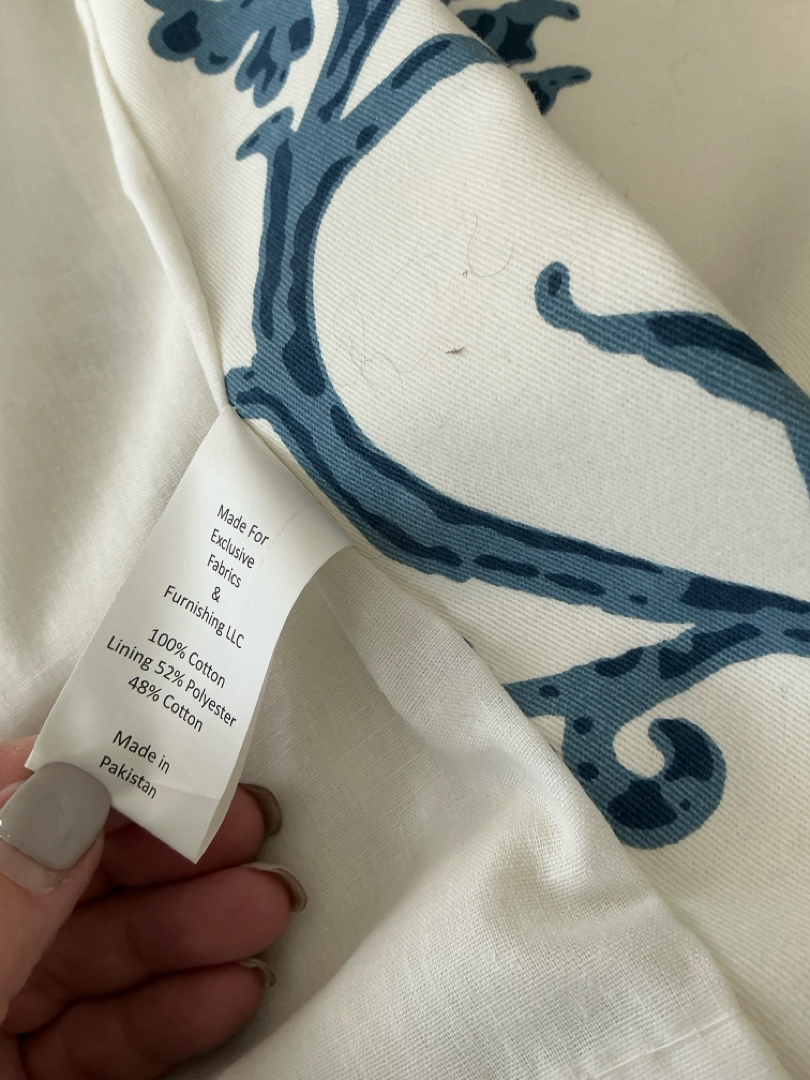 Made For
Exclusive
Fabrics
&
Furnishing LLC
100% Cotton
Lining 52% Polyester
48% Cotton
Made in
Pakistan